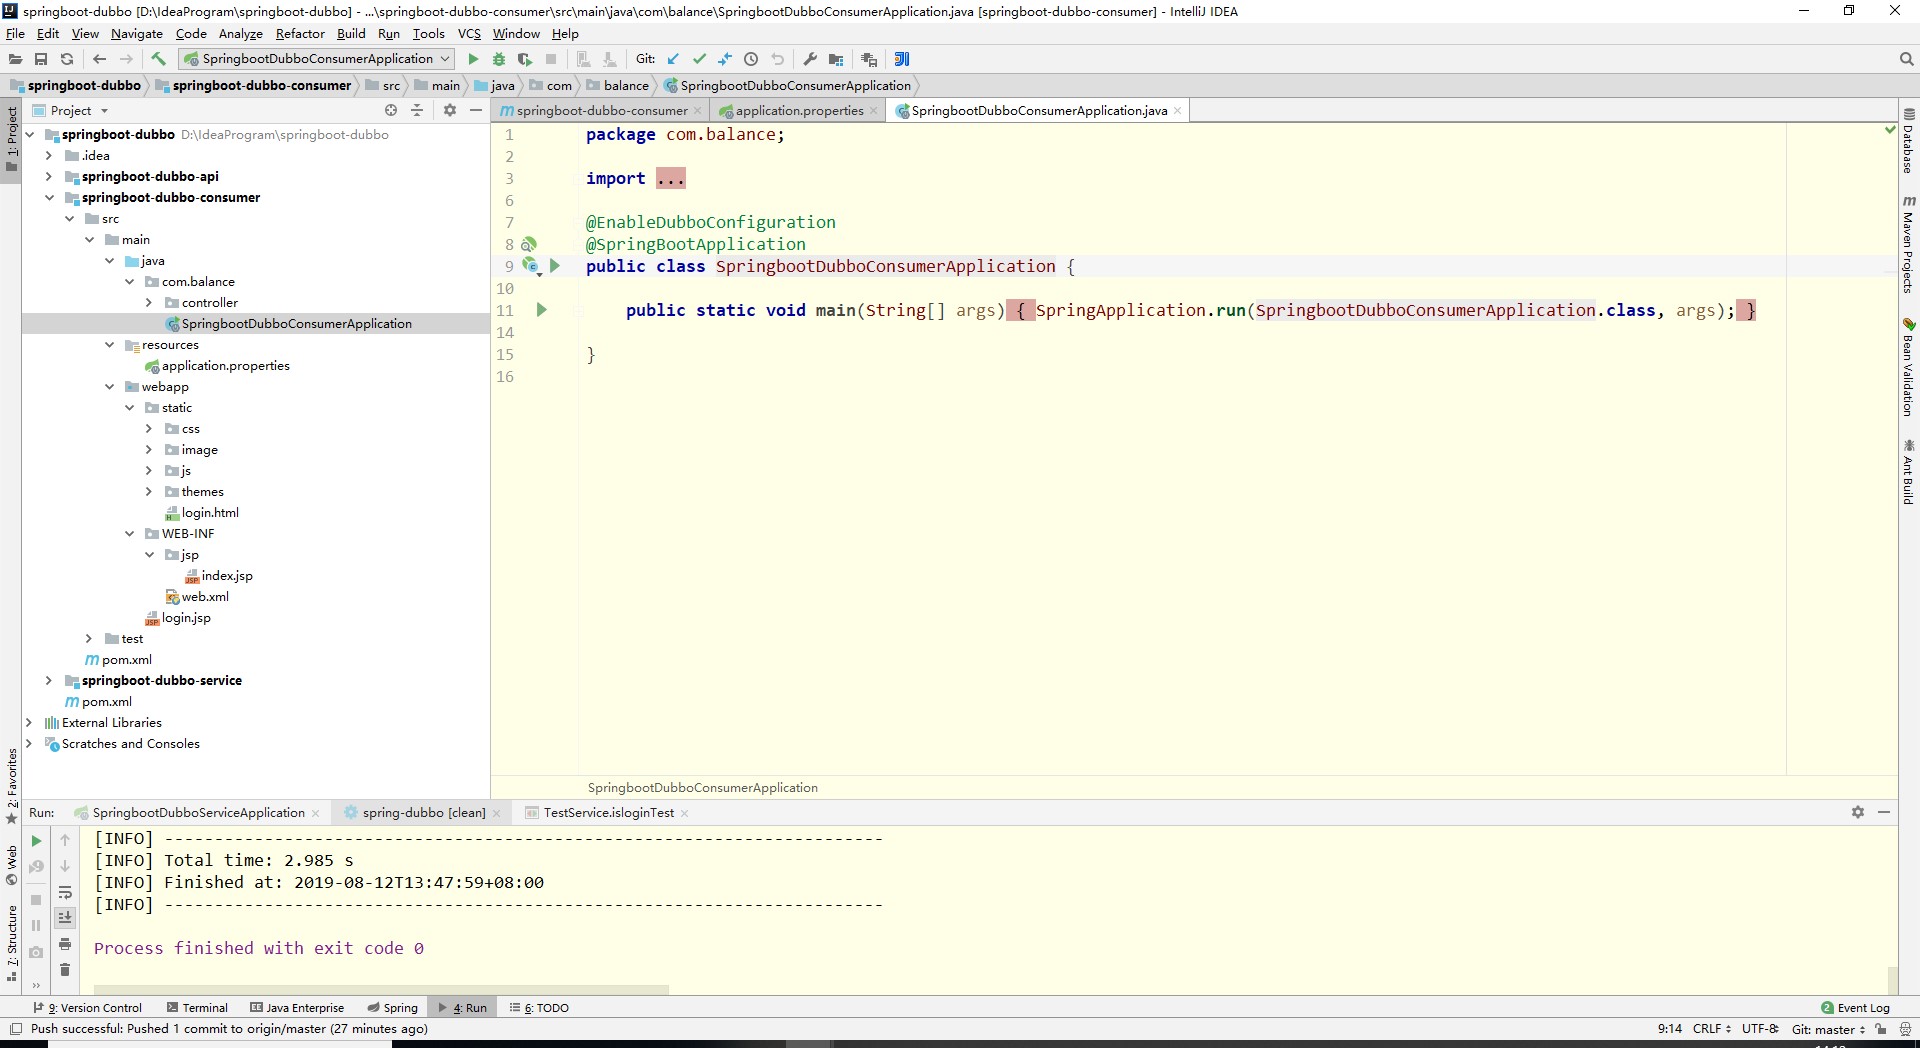 springboot-dubbo [D:\IdeaProgram\springboot-dubbo] - ...\springboot-dubbo-consumer\src\main\java\com\balance\SpringbootDubboConsumerApplication.java [springboot-dubbo-consumer] - IntelliJ IDEA
File Edit View Navigate Code Analyze Refactor Build Run Tools VCS Window Help
SpringbootDubboConsumerApplication Git:
springboot-dubbo springboot-dubbo-consumer src main java com balance SpringbootDubboConsumerApplication
Project
springboot-dubbo-consumer application.properties SpringbootDubboConsumerApplication.java
1: Project
springboot-dubbo D:\IdeaProgram\springboot-dubbo
.idea
springboot-dubbo-api
springboot-dubbo-consumer
src
main
java
com.balance
controller
SpringbootDubboConsumerApplication
resources
application.properties
webapp
static
css
image
js
themes
login.html
WEB-INF
jsp
index.jsp
web.xml
login.jsp
test
pom.xml
springboot-dubbo-service
pom.xml
External Libraries
Scratches and Consoles
2: Favorites
Web
7: Structure
1 package com.balance;
2
3 import ...
6
7 @EnableDubboConfiguration
8 @SpringBootApplication
9 public class SpringbootDubboConsumerApplication {
10
11 public static void main(String[] args) { SpringApplication.run(SpringbootDubboConsumerApplication.class, args); }
14
15 }
16
SpringbootDubboConsumerApplication
Database
Maven Projects
Bean Validation
Ant Build
Run: SpringbootDubboServiceApplication spring-dubbo [clean] TestService.isloginTest
[INFO] ------------------------------------------------------------------------
[INFO] Total time: 2.985 s
[INFO] Finished at: 2019-08-12T13:47:59+08:00
[INFO] ------------------------------------------------------------------------
Process finished with exit code 0
9: Version Control Terminal Java Enterprise Spring 4: Run 6: TODO 2 Event Log
Push successful: Pushed 1 commit to origin/master (27 minutes ago) 9:14 CRLF UTF-8 Git: master